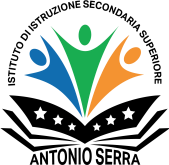 ISTITUTO DI ISTRUZIONE SECONDARIA SUPERIORE
ANTONIO SERRA